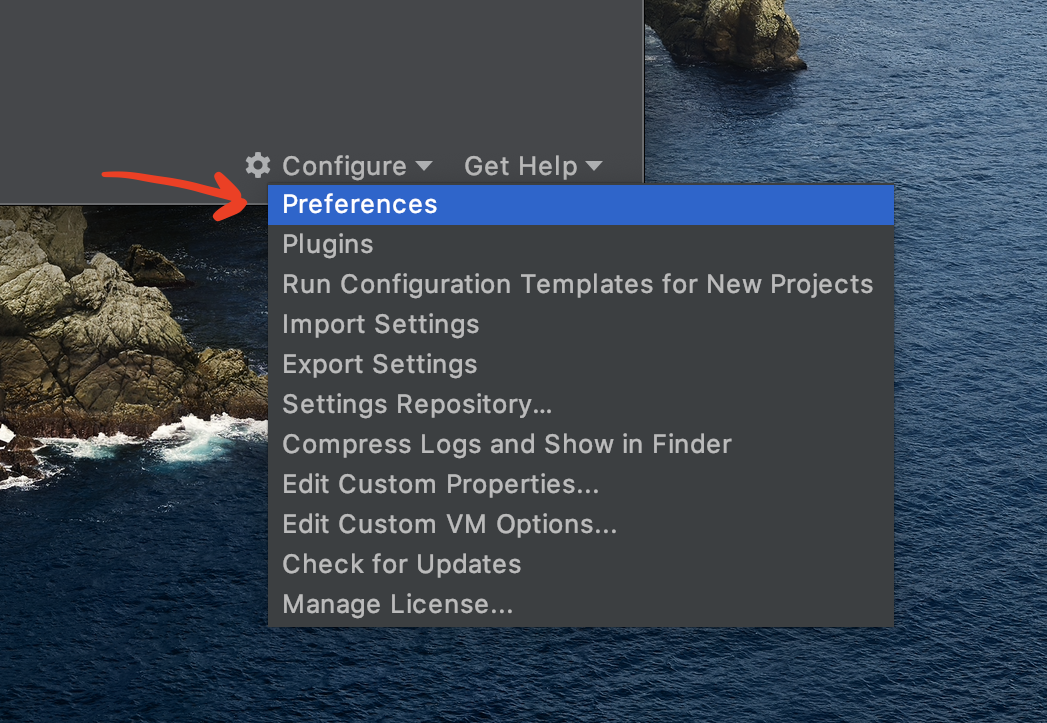 Configure Get Help
Preferences
Plugins
Run Configuration Templates for New Projects
Import Settings
Export Settings
Settings Repository...
Compress Logs and Show in Finder
Edit Custom Properties...
Edit Custom VM Options...
Check for Updates
Manage License...